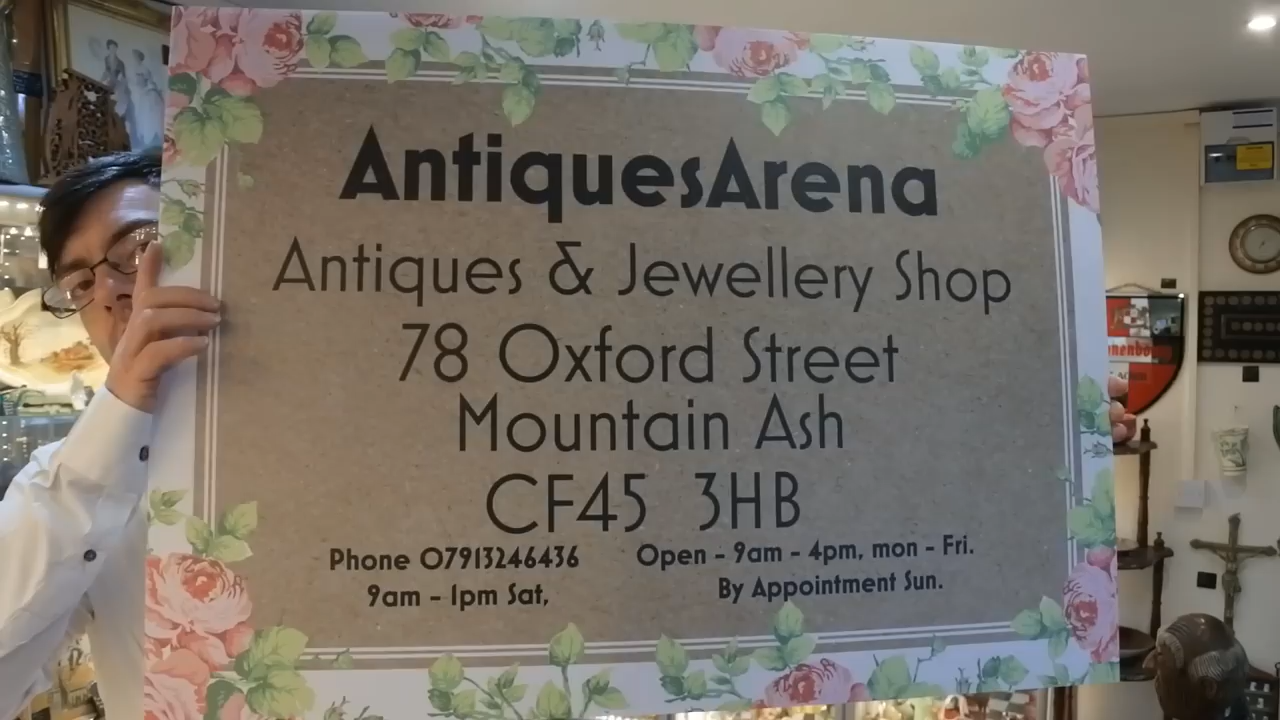 AntiquesArena
Antiques & Jewellery Shop
78 Oxford Street
Mountain Ash
CF45 3HB
Phone 07913246436 Open - 9am - 4pm, mon - Fri.
9am - 1pm Sat, By Appointment Sun.